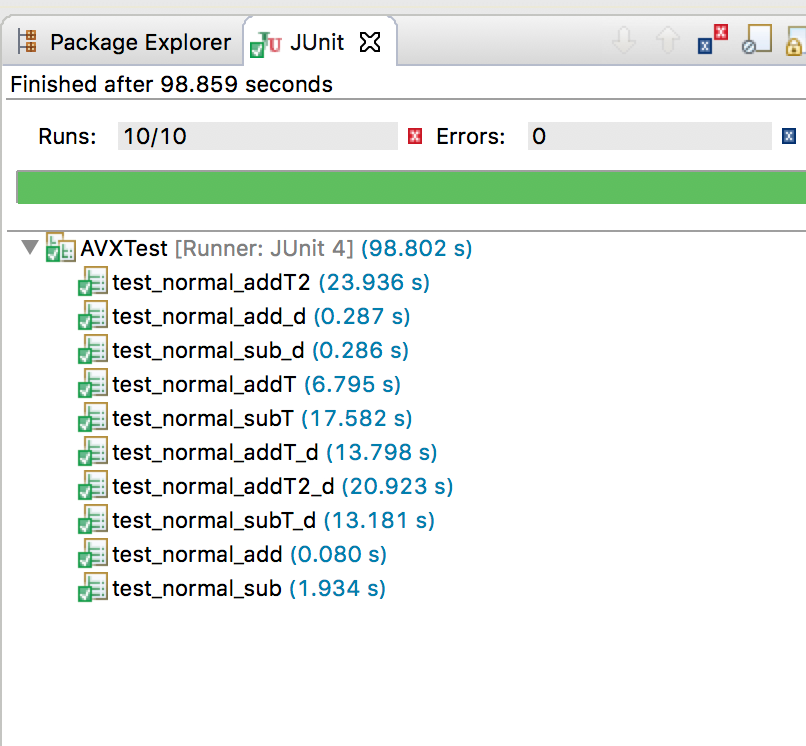 Package Explorer JUnit
Finished after 98.859 seconds
Runs: 10/10 Errors: 0
AVXTest [Runner: JUnit 4] (98.802 s)
test_normal_addT2 (23.936 s)
test_normal_add_d (0.287 s)
test_normal_sub_d (0.286 s)
test_normal_addT (6.795 s)
test_normal_subT (17.582 s)
test_normal_addT_d (13.798 s)
test_normal_addT2_d (20.923 s)
test_normal_subT_d (13.181 s)
test_normal_add (0.080 s)
test_normal_sub (1.934 s)